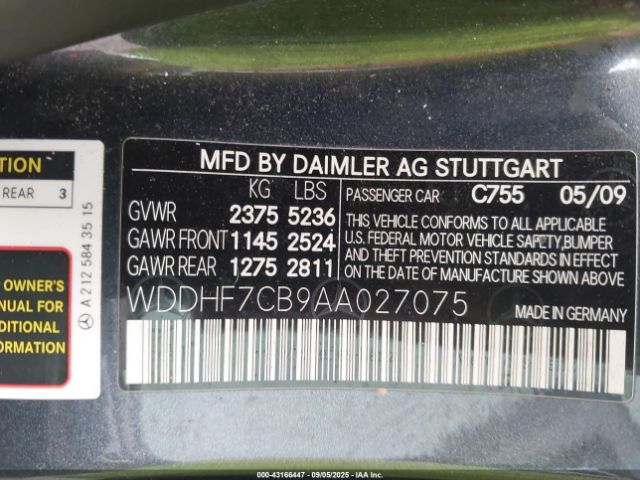 TION
REAR 3
OWNER'S
NUAL FOR
DITIONAL
ORMATION
A 212 584 35 15
MFD BY DAIMLER AG STUTTGART
KG LBS
GVWR 2375 5236
GAWR FRONT 1145 2524
GAWR REAR 1275 2811
PASSENGER CAR C755 05/09
THIS VEHICLE CONFORMS TO ALL APPLICABLE
U.S. FEDERAL MOTOR VEHICLE SAFETY,BUMPER
AND THEFT PREVENTION STANDARDS IN EFFECT
ON THE DATE OF MANUFACTURE SHOWN ABOVE
WDDHF7CB9AA027075
MADE IN GERMANY
000-43166447 - 09/05/2025 - IAA Inc.